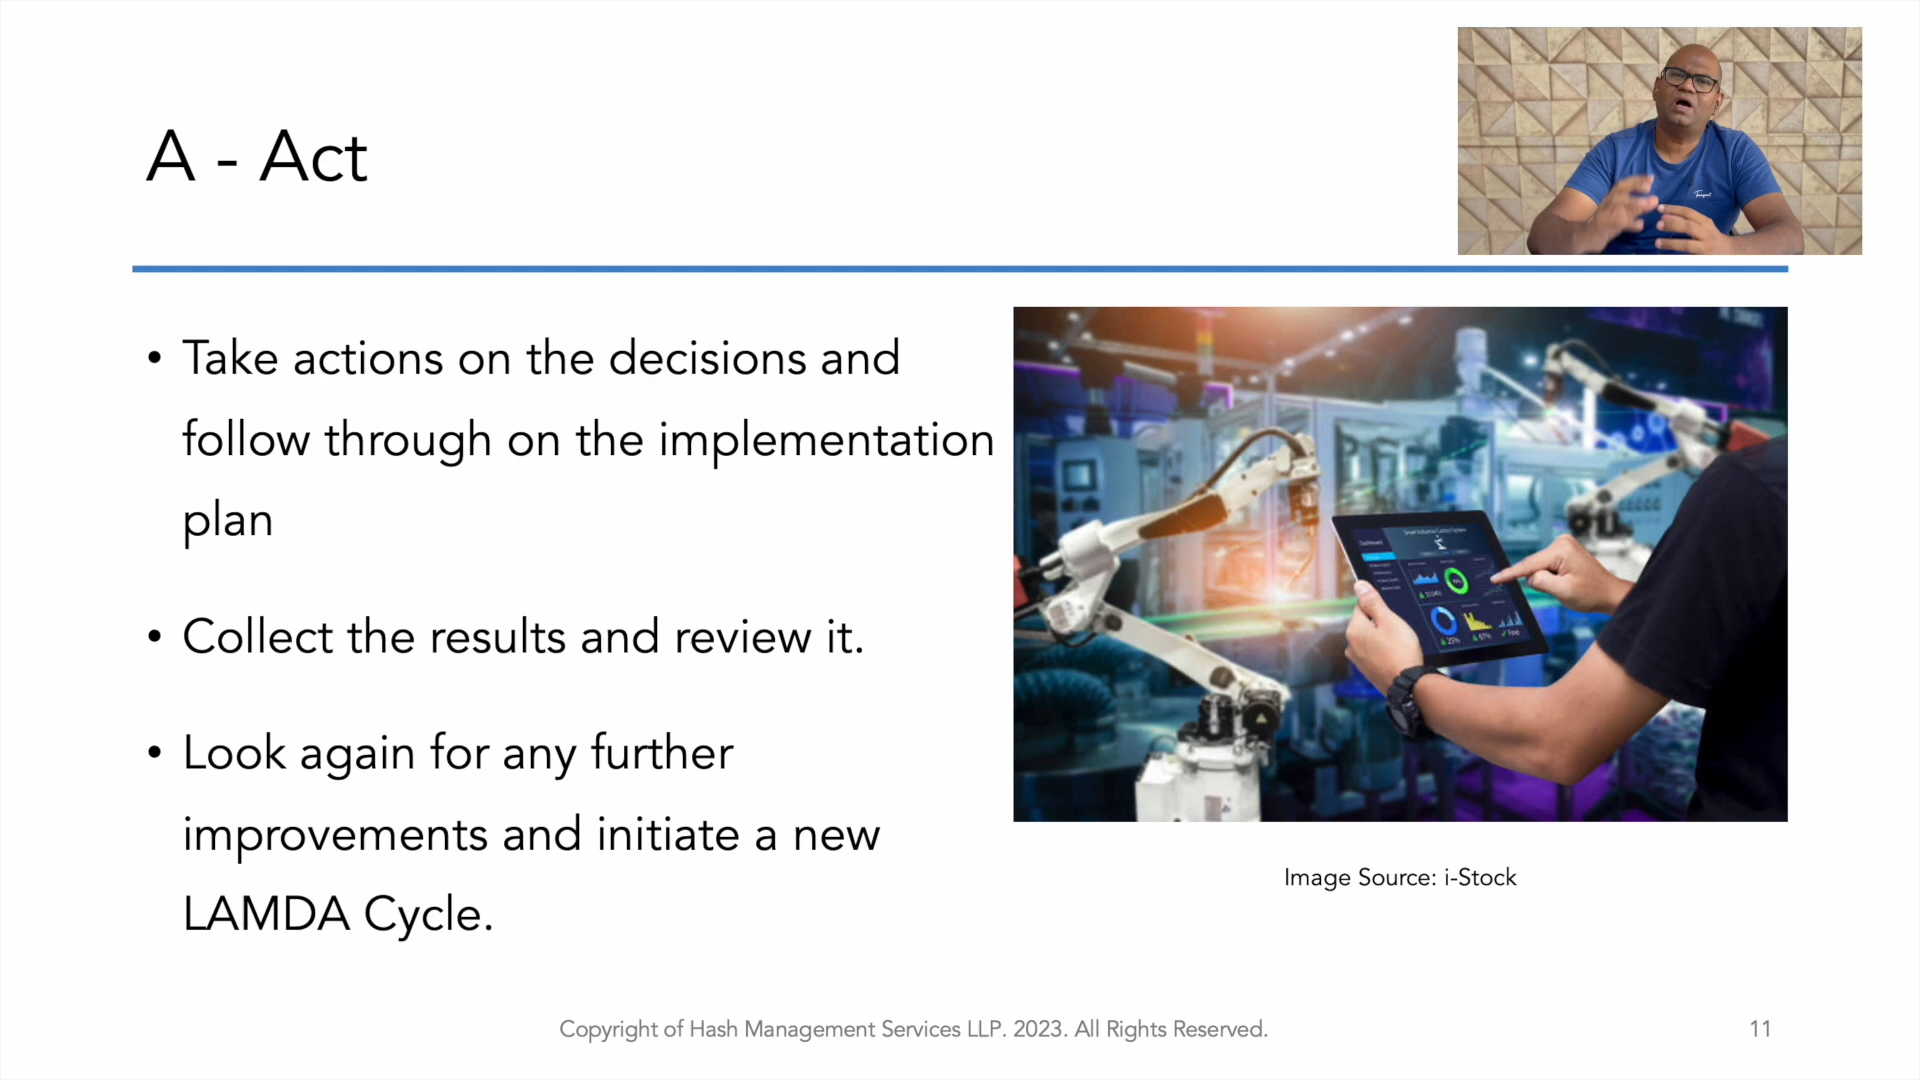 A - Act
• Take actions on the decisions and
follow through on the implementation
plan
• Collect the results and review it.
• Look again for any further
improvements and initiate a new
LAMDA Cycle.
Image Source: i-Stock
Copyright of Hash Management Services LLP. 2023. All Rights Reserved.
11